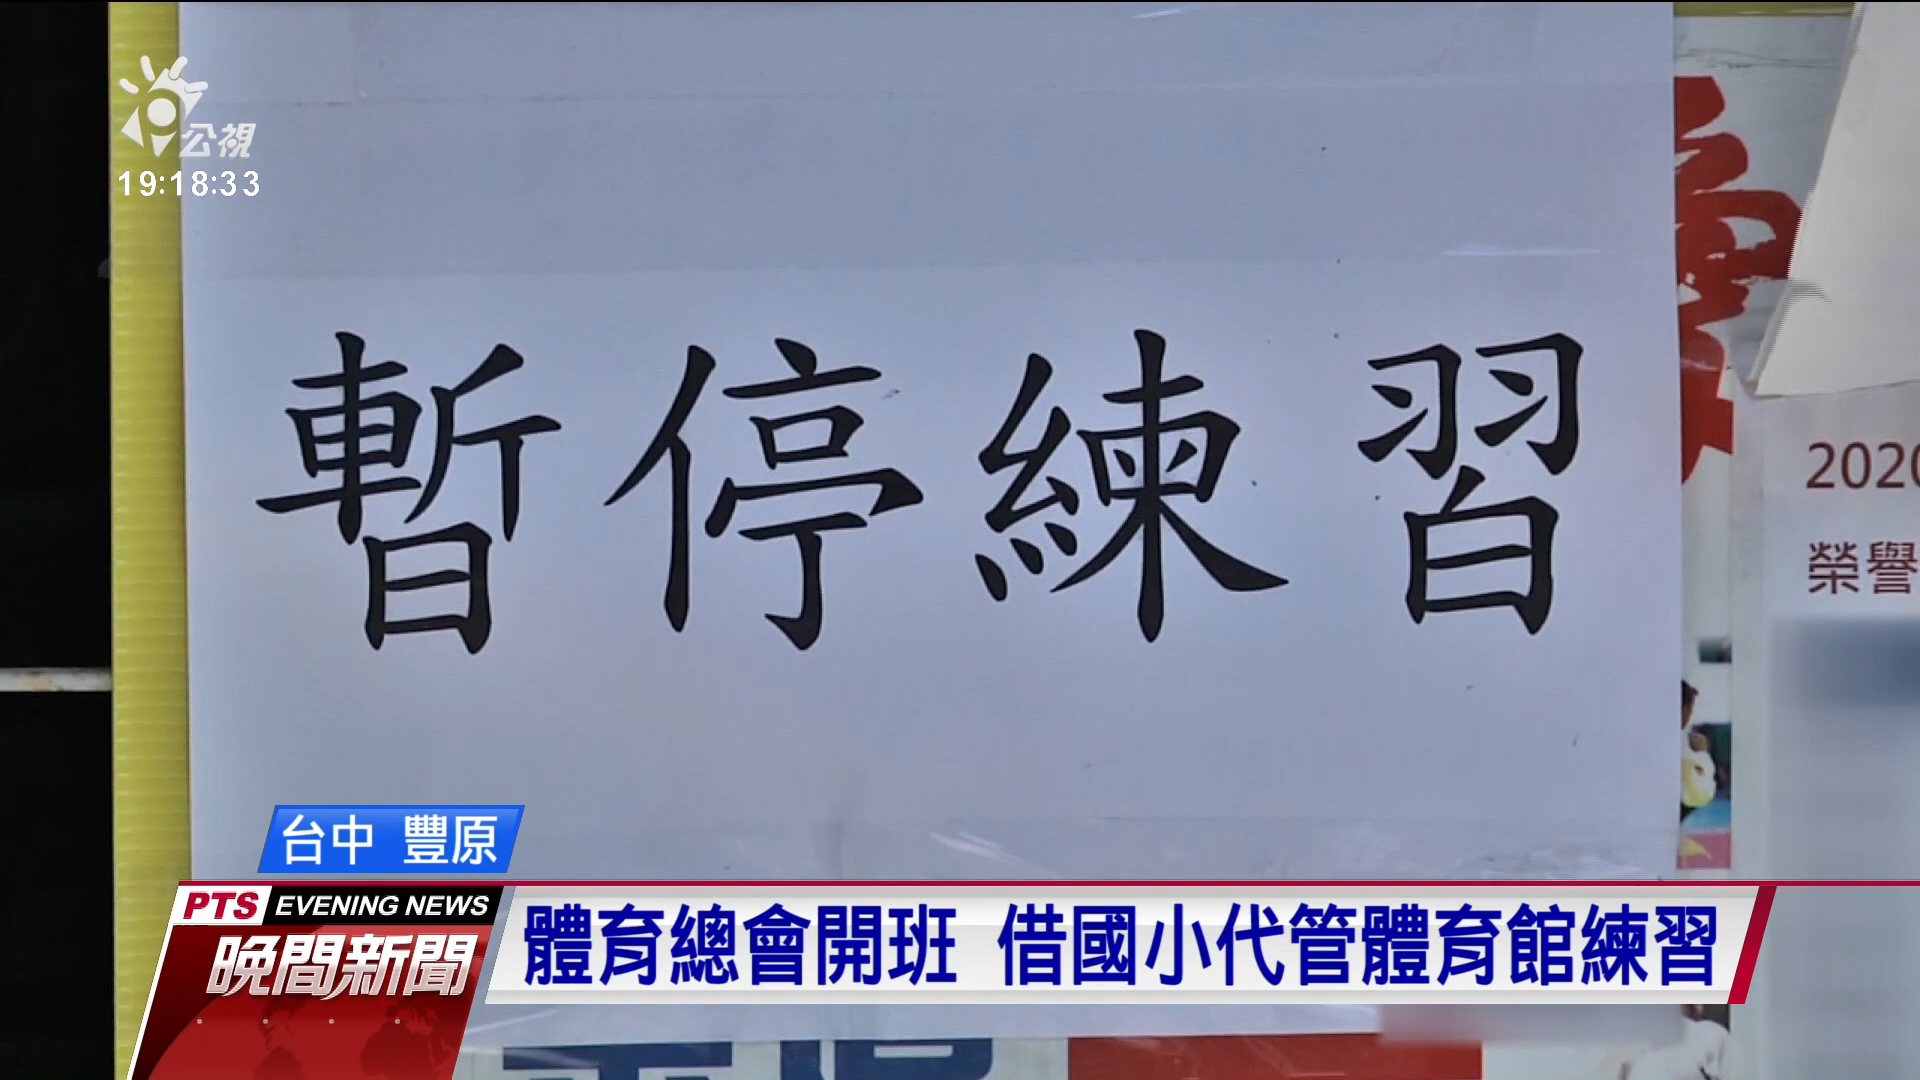 公視
19:18:33
暫停練習
2020
榮譽
台中 豐原
PTS EVENING NEWS
晚間新聞
體育總會開班 借國小代管體育館練習